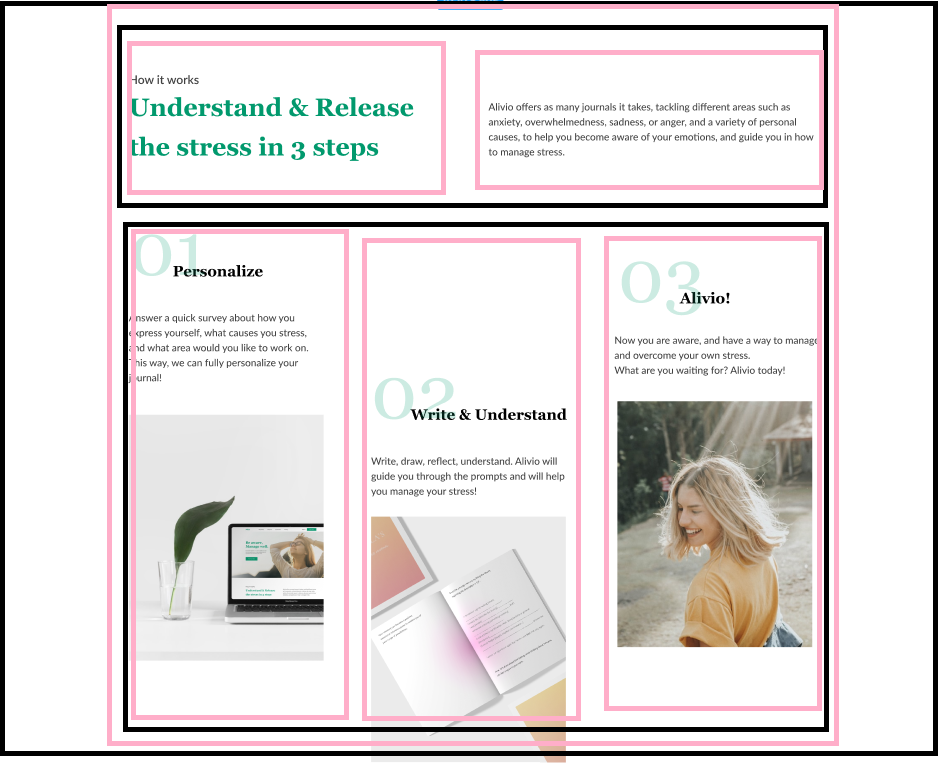 How it works
Understand & Release
the stress in 3 steps
Alivio offers as many journals it takes, tackling different areas such as
anxiety, overwhelmedness, sadness, or anger, and a variety of personal
causes, to help you become aware of your emotions, and guide you in how
to manage stress.
01
Personalize
Answer a quick survey about how you
express yourself, what causes you stress,
and what area would you like to work on.
This way, we can fully personalize your
journal!
02
Write & Understand
Write, draw, reflect, understand. Alivio will
guide you through the prompts and will help
you manage your stress!
03
Alivio!
Now you are aware, and have a way to manage
and overcome your own stress.
What are you waiting for? Alivio today!